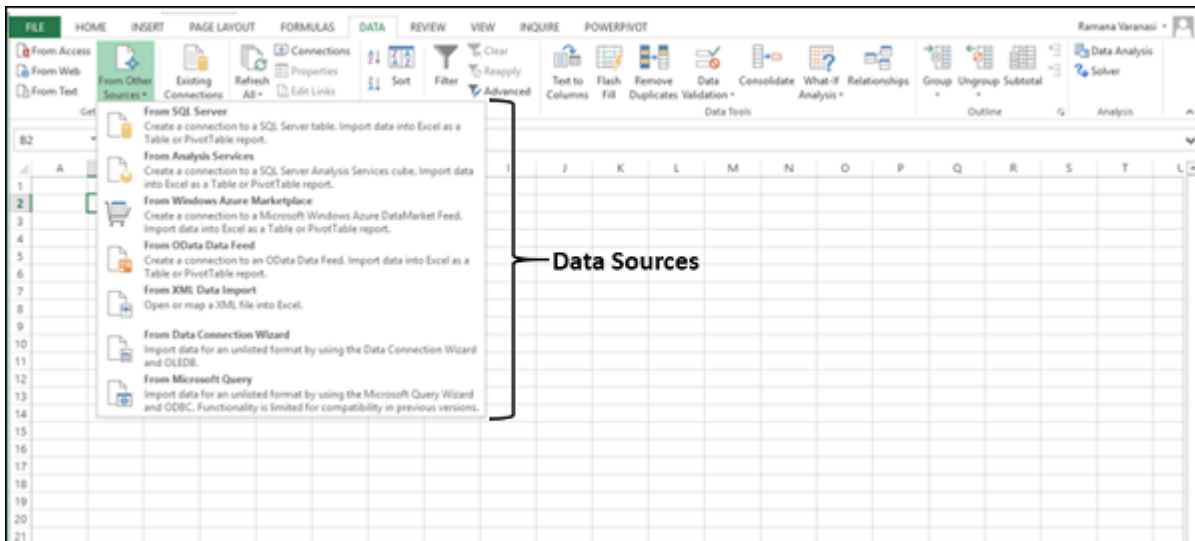 FILE HOME INSERT PAGE LAYOUT FORMULAS DATA REVIEW VIEW INQUIRE POWERPIVOT Ramana Varanasi
From Access
From Web
From Text
From Other Sources
Existing Connections
Refresh All
Connections
Properties
Edit Links
Sort
Filter
Clear
Reapply
Advanced
Text to Columns
Flash Fill
Remove Duplicates
Data Validation
Consolidate
What-If Analysis
Relationships
Group
Ungroup
Subtotal
Data Analysis
Solver
Get
Data Tools
Outline
Analysis
B2
A I J K L M N O P Q R S T
From SQL Server
Create a connection to a SQL Server table. Import data into Excel as a
Table or PivotTable report.
From Analysis Services
Create a connection to a SQL Server Analysis Services cube. Import data
into Excel as a Table or PivotTable report.
From Windows Azure Marketplace
Create a connection to a Microsoft Windows Azure DataMarket Feed.
Import data into Excel as a Table or PivotTable report.
From OData Data Feed
Create a connection to an OData Data Feed. Import data into Excel as a
Table or PivotTable report.
From XML Data Import
Open or map a XML file into Excel.
From Data Connection Wizard
Import data for an unlisted format by using the Data Connection Wizard
and OLEDB.
From Microsoft Query
Import data for an unlisted format by using the Microsoft Query Wizard
and ODBC. Functionality is limited for compatibility in previous versions.
Data Sources
1
2
3
4
5
6
7
8
9
10
11
12
13
14
15
16
17
18
19
20
21